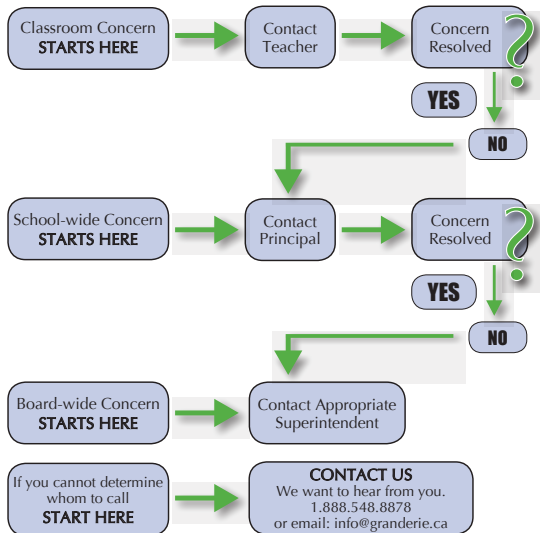 Classroom Concern
STARTS HERE
Contact
Teacher
Concern
Resolved
?
YES
NO
School-wide Concern
STARTS HERE
Contact
Principal
Concern
Resolved
?
YES
NO
Board-wide Concern
STARTS HERE
Contact Appropriate
Superintendent
If you cannot determine
whom to call
START HERE
CONTACT US
We want to hear from you.
1.888.548.8878
or email: info@granderie.ca